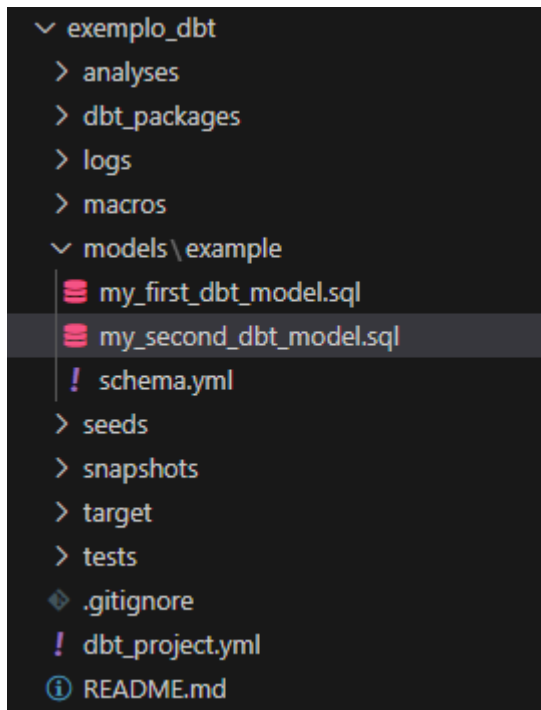 exemplo_dbt
analyses
dbt_packages
logs
macros
models\example
my_first_dbt_model.sql
my_second_dbt_model.sql
! schema.yml
seeds
snapshots
target
tests
.gitignore
! dbt_project.yml
README.md